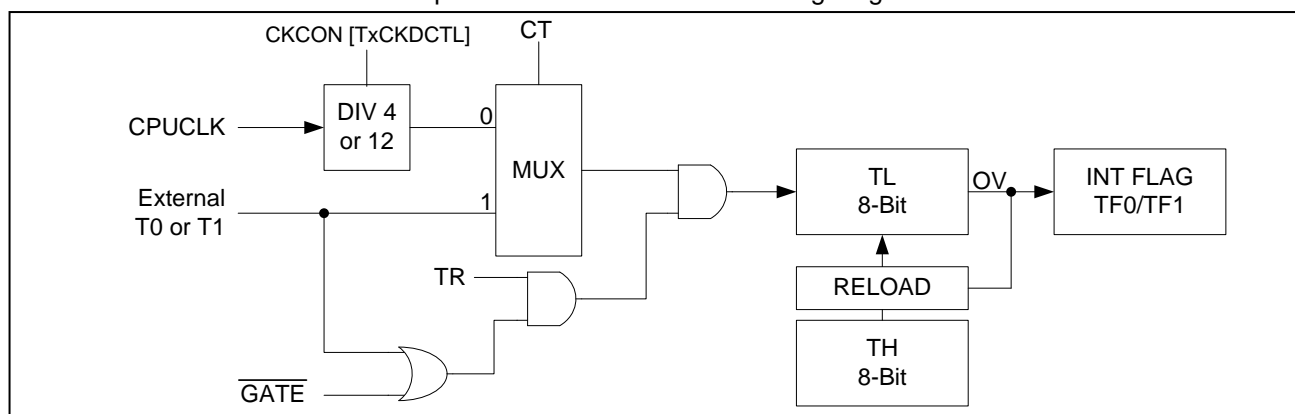 CKCON [TxCKDCTL]
CT
CPUCLK
DIV 4
or 12
0
MUX
External
T0 or T1
1
TR
GATE
TL
8-Bit
OV
INT FLAG
TF0/TF1
RELOAD
TH
8-Bit